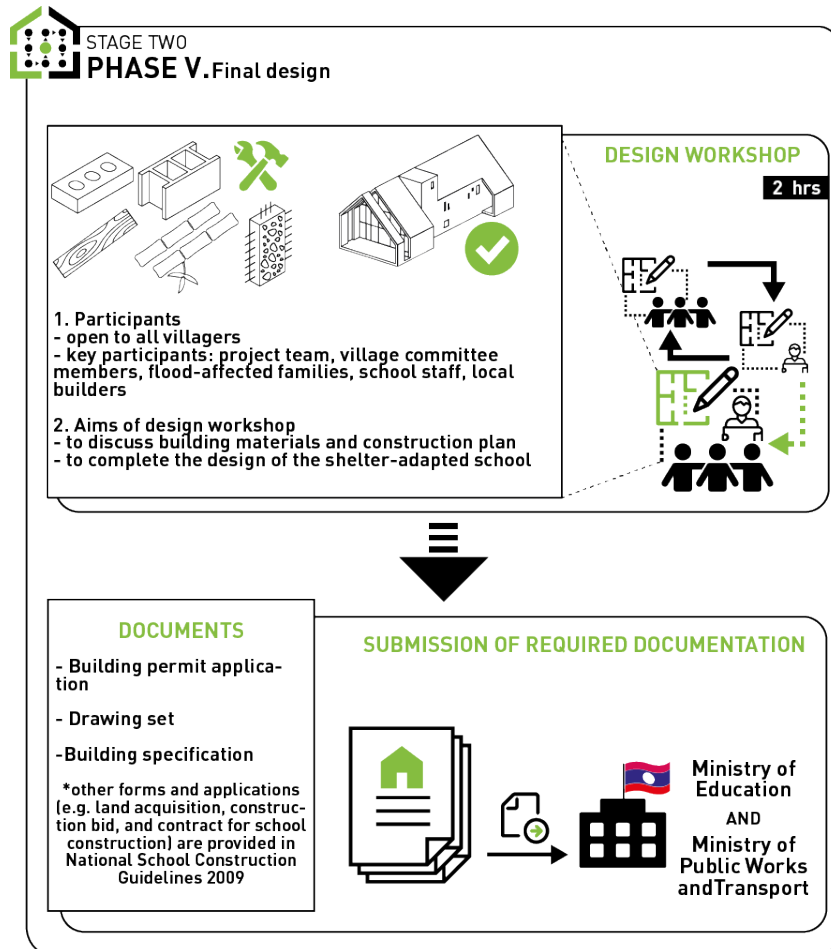 STAGE TWO
PHASE V.Final design
DESIGN WORKSHOP
2 hrs
1. Participants
- open to all villagers
- key participants: project team, village committee
members, flood-affected families, school staff, local
builders
2. Aims of design workshop
- to discuss building materials and construction plan
- to complete the design of the shelter-adapted school
DOCUMENTS
- Building permit applica-
tion
- Drawing set
-Building specification
*other forms and applications
(e.g. land acquisition, construc-
tion bid, and contract for school
construction) are provided in
National School Construction
Guidelines 2009
SUBMISSION OF REQUIRED DOCUMENTATION
Ministry of
Education
AND
Ministry of
Public Works
andTransport